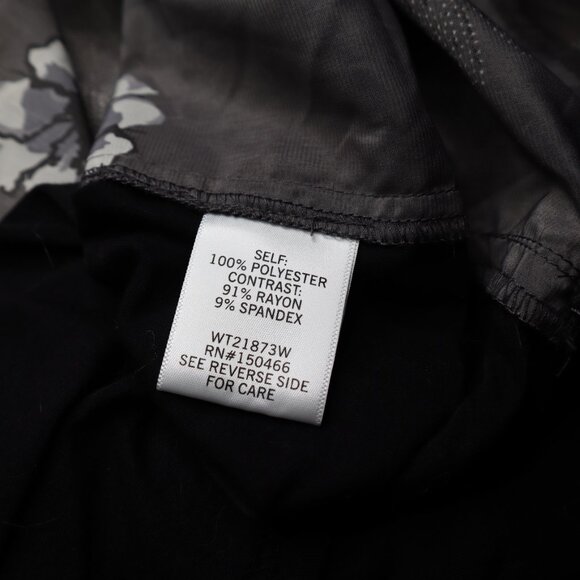 SELF:
100% POLYESTER
CONTRAST:
91% RAYON
9% SPANDEX
WT21873W
RN#150466
SEE REVERSE SIDE
FOR CARE